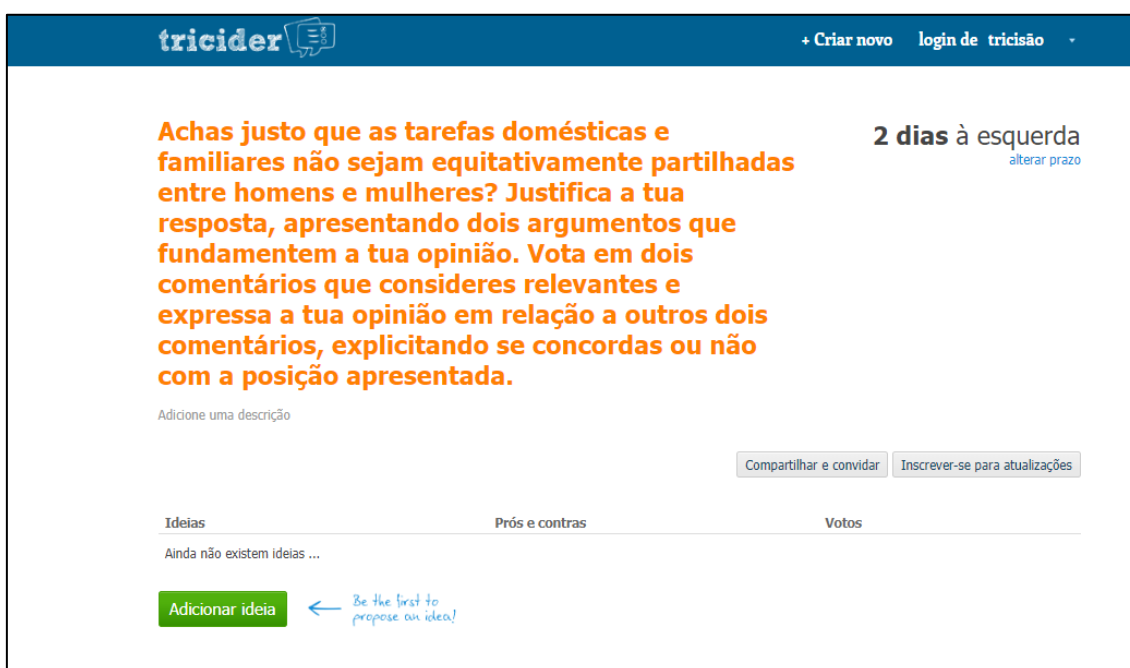 tricider
+ Criar novo login de tricisão
Achas justo que as tarefas domésticas e
familiares não sejam equitativamente partilhadas
entre homens e mulheres? Justifica a tua
resposta, apresentando dois argumentos que
fundamentem a tua opinião. Vota em dois
comentários que consideres relevantes e
expressa a tua opinião em relação a outros dois
comentários, explicitando se concordas ou não
com a posição apresentada.
2 dias à esquerda
alterar prazo
Adicione uma descrição
Compartilhar e convidar Inscrever-se para atualizações
Ideias Prós e contras Votos
Ainda não existem ideias ...
Adicionar ideia
Be the first to
propose an idea!